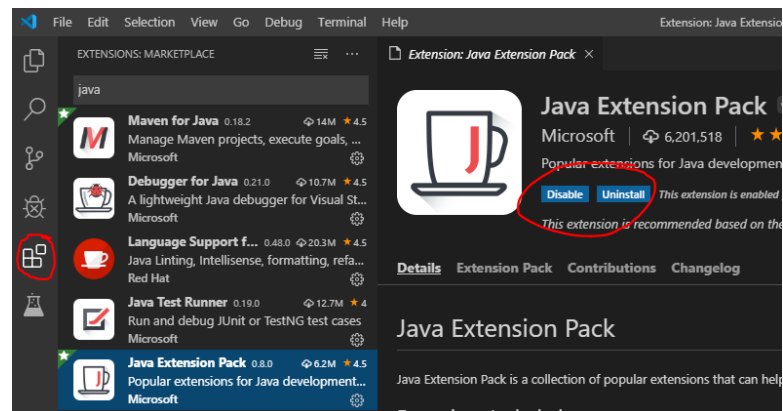 File Edit Selection View Go Debug Terminal Help
Extension: Java Extensio
EXTENSIONS: MARKETPLACE
Extension: Java Extension Pack
java
Maven for Java 0.18.2 14M 4.5
Manage Maven projects, execute goals, ...
Microsoft
Debugger for Java 0.21.0 10.7M 4.5
A lightweight Java debugger for Visual St...
Microsoft
Language Support f... 0.48.0 20.3M 4.5
Java Linting, Intellisense, formatting, refa...
Red Hat
Java Test Runner 0.19.0 12.7M 4
Run and debug JUnit or TestNG test cases
Microsoft
Java Extension Pack 0.8.0 6.2M 4.5
Popular extensions for Java development...
Microsoft
Java Extension Pack
Microsoft 6,201,518
Popular extensions for Java developmen
Disable Uninstall This extension is enabled
This extension is recommended based on the
Details Extension Pack Contributions Changelog
Java Extension Pack
Java Extension Pack is a collection of popular extensions that can help